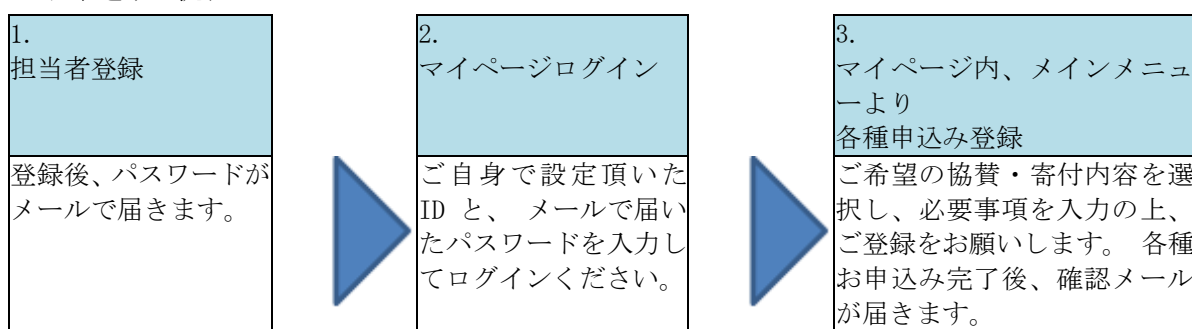 1.
担当者登録
登録後、パスワードが
メールで届きます。
2.
マイページログイン
ご自身で設定頂いた
ID と、 メールで届い
たパスワードを入力し
てログインください。
3.
マイページ内、メインメニュ
ーより
各種申込み登録
ご希望の協賛・寄付内容を選
択し、必要事項を入力の上、
ご登録をお願いします。 各種
お申込み完了後、確認メール
が届きます。